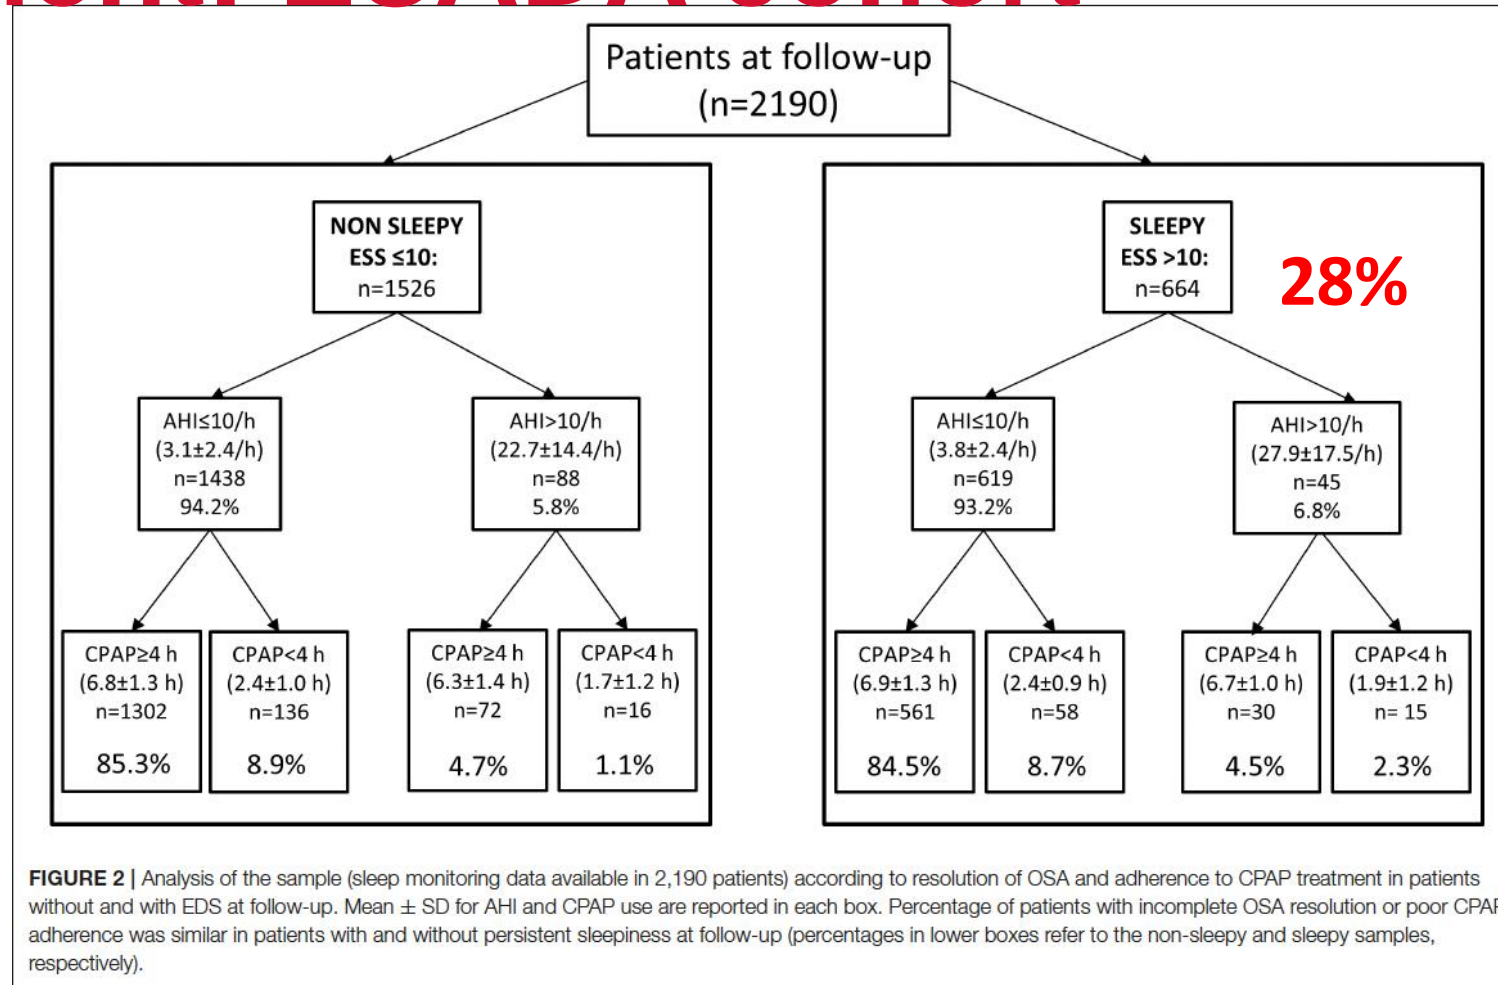 ESADA cohort
Patients at follow-up
(n=2190)
NON SLEEPY
ESS ≤10:
n=1526
SLEEPY
ESS >10:
n=664
28%
AHI≤10/h
(3.1±2.4/h)
n=1438
94.2%
AHI>10/h
(22.7±14.4/h)
n=88
5.8%
AHI≤10/h
(3.8±2.4/h)
n=619
93.2%
AHI>10/h
(27.9±17.5/h)
n=45
6.8%
CPAP≥4 h
(6.8±1.3 h)
n=1302
85.3%
CPAP<4 h
(2.4±1.0 h)
n=136
8.9%
CPAP≥4 h
(6.3±1.4 h)
n=72
4.7%
CPAP<4 h
(1.7±1.2 h)
n=16
1.1%
CPAP≥4 h
(6.9±1.3 h)
n=561
84.5%
CPAP<4 h
(2.4±0.9 h)
n=58
8.7%
CPAP≥4 h
(6.7±1.0 h)
n=30
4.5%
CPAP<4 h
(1.9±1.2 h)
n= 15
2.3%
FIGURE 2 | Analysis of the sample (sleep monitoring data available in 2,190 patients) according to resolution of OSA and adherence to CPAP treatment in patients
without and with EDS at follow-up. Mean ± SD for AHI and CPAP use are reported in each box. Percentage of patients with incomplete OSA resolution or poor CPAP
adherence was similar in patients with and without persistent sleepiness at follow-up (percentages in lower boxes refer to the non-sleepy and sleepy samples,
respectively).